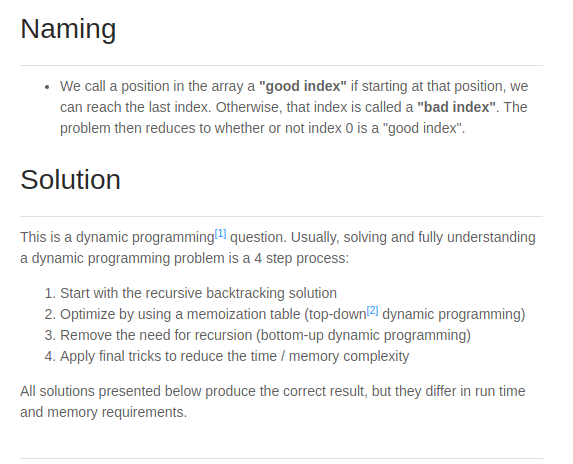 Naming
• We call a position in the array a "good index" if starting at that position, we
can reach the last index. Otherwise, that index is called a "bad index". The
problem then reduces to whether or not index 0 is a "good index".
Solution
This is a dynamic programming[1] question. Usually, solving and fully understanding
a dynamic programming problem is a 4 step process:
1. Start with the recursive backtracking solution
2. Optimize by using a memoization table (top-down[2] dynamic programming)
3. Remove the need for recursion (bottom-up dynamic programming)
4. Apply final tricks to reduce the time / memory complexity
All solutions presented below produce the correct result, but they differ in run time
and memory requirements.